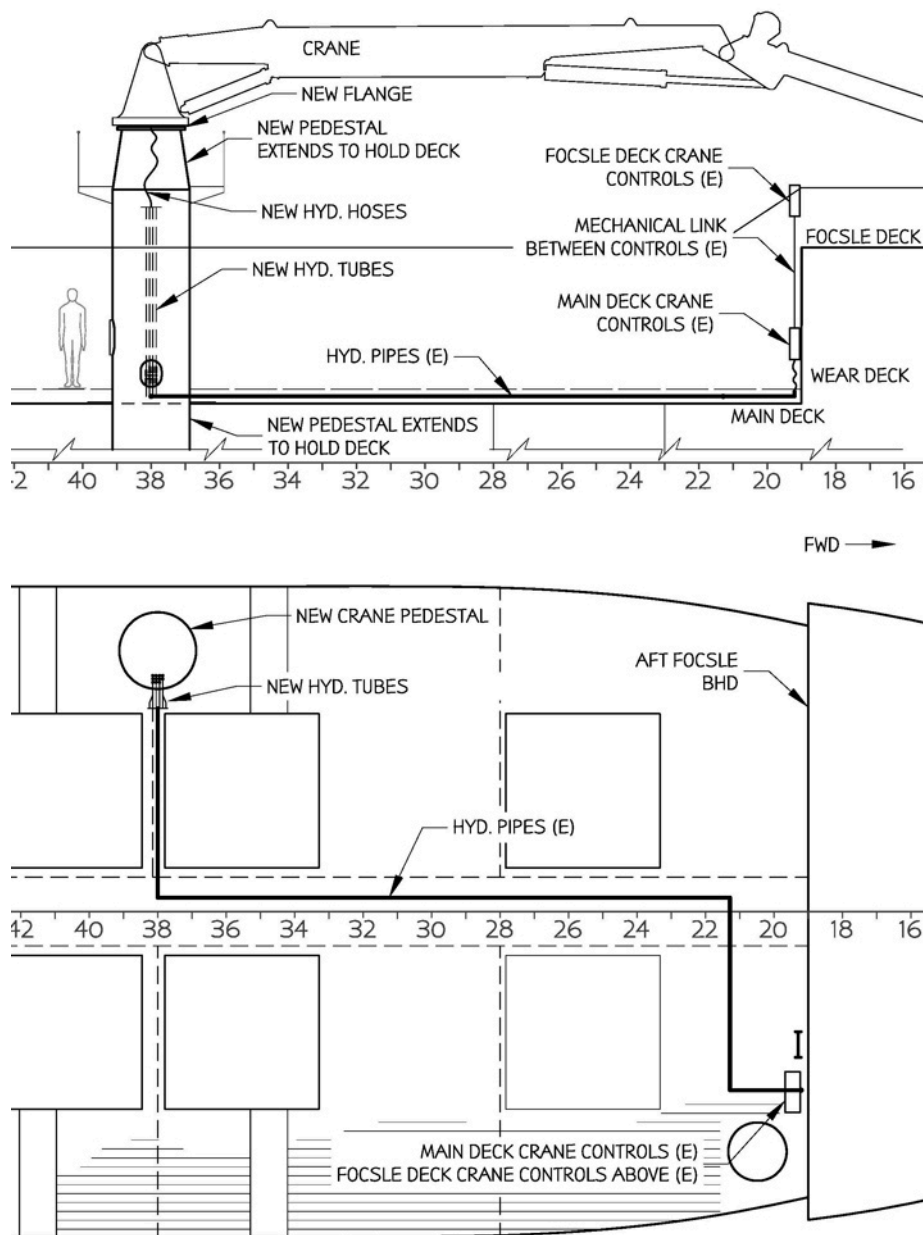 CRANE
NEW FLANGE
NEW PEDESTAL
EXTENDS TO HOLD DECK
FOCSLE DECK CRANE
CONTROLS (E)
NEW HYD. HOSES
MECHANICAL LINK
BETWEEN CONTROLS (E)
FOCSLE DECK
NEW HYD. TUBES
MAIN DECK CRANE
CONTROLS (E)
HYD. PIPES (E)
WEAR DECK
MAIN DECK
NEW PEDESTAL EXTENDS
TO HOLD DECK
42 40 38 36 34 32 30 28 26 24 22 20 18 16
FWD
NEW CRANE PEDESTAL
AFT FOCSLE
BHD
NEW HYD. TUBES
HYD. PIPES (E)
42 40 38 36 34 32 30 28 26 24 22 20 18 16
I
MAIN DECK CRANE CONTROLS (E)
FOCSLE DECK CRANE CONTROLS ABOVE (E)